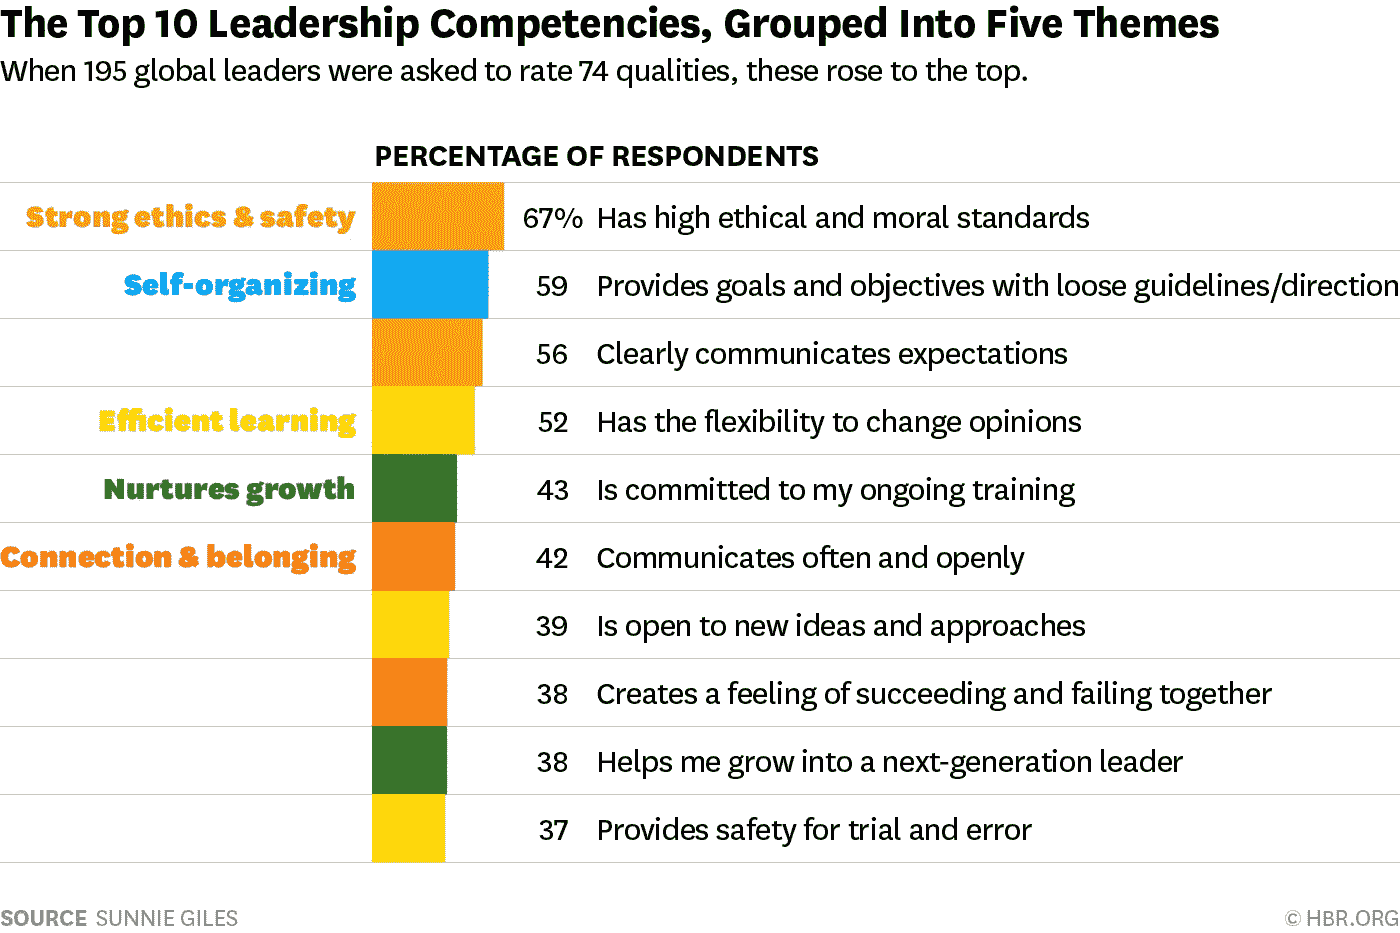 The Top 10 Leadership Competencies, Grouped Into Five Themes
When 195 global leaders were asked to rate 74 qualities, these rose to the top.
PERCENTAGE OF RESPONDENTS
Strong ethics & safety 67% Has high ethical and moral standards
Self-organizing 59 Provides goals and objectives with loose guidelines/direction
56 Clearly communicates expectations
Efficient learning 52 Has the flexibility to change opinions
Nurtures growth 43 Is committed to my ongoing training
Connection & belonging 42 Communicates often and openly
39 Is open to new ideas and approaches
38 Creates a feeling of succeeding and failing together
38 Helps me grow into a next-generation leader
37 Provides safety for trial and error
SOURCE SUNNIE GILES © HBR.ORG